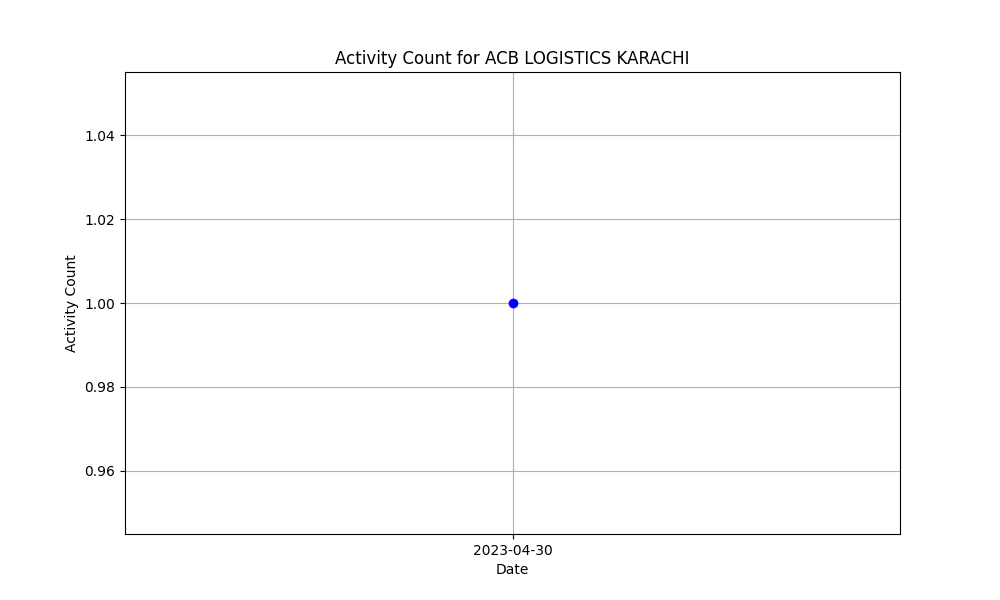 Activity Count for ACB LOGISTICS KARACHI
1.04
1.02
1.00
0.98
0.96
Activity Count
2023-04-30
Date